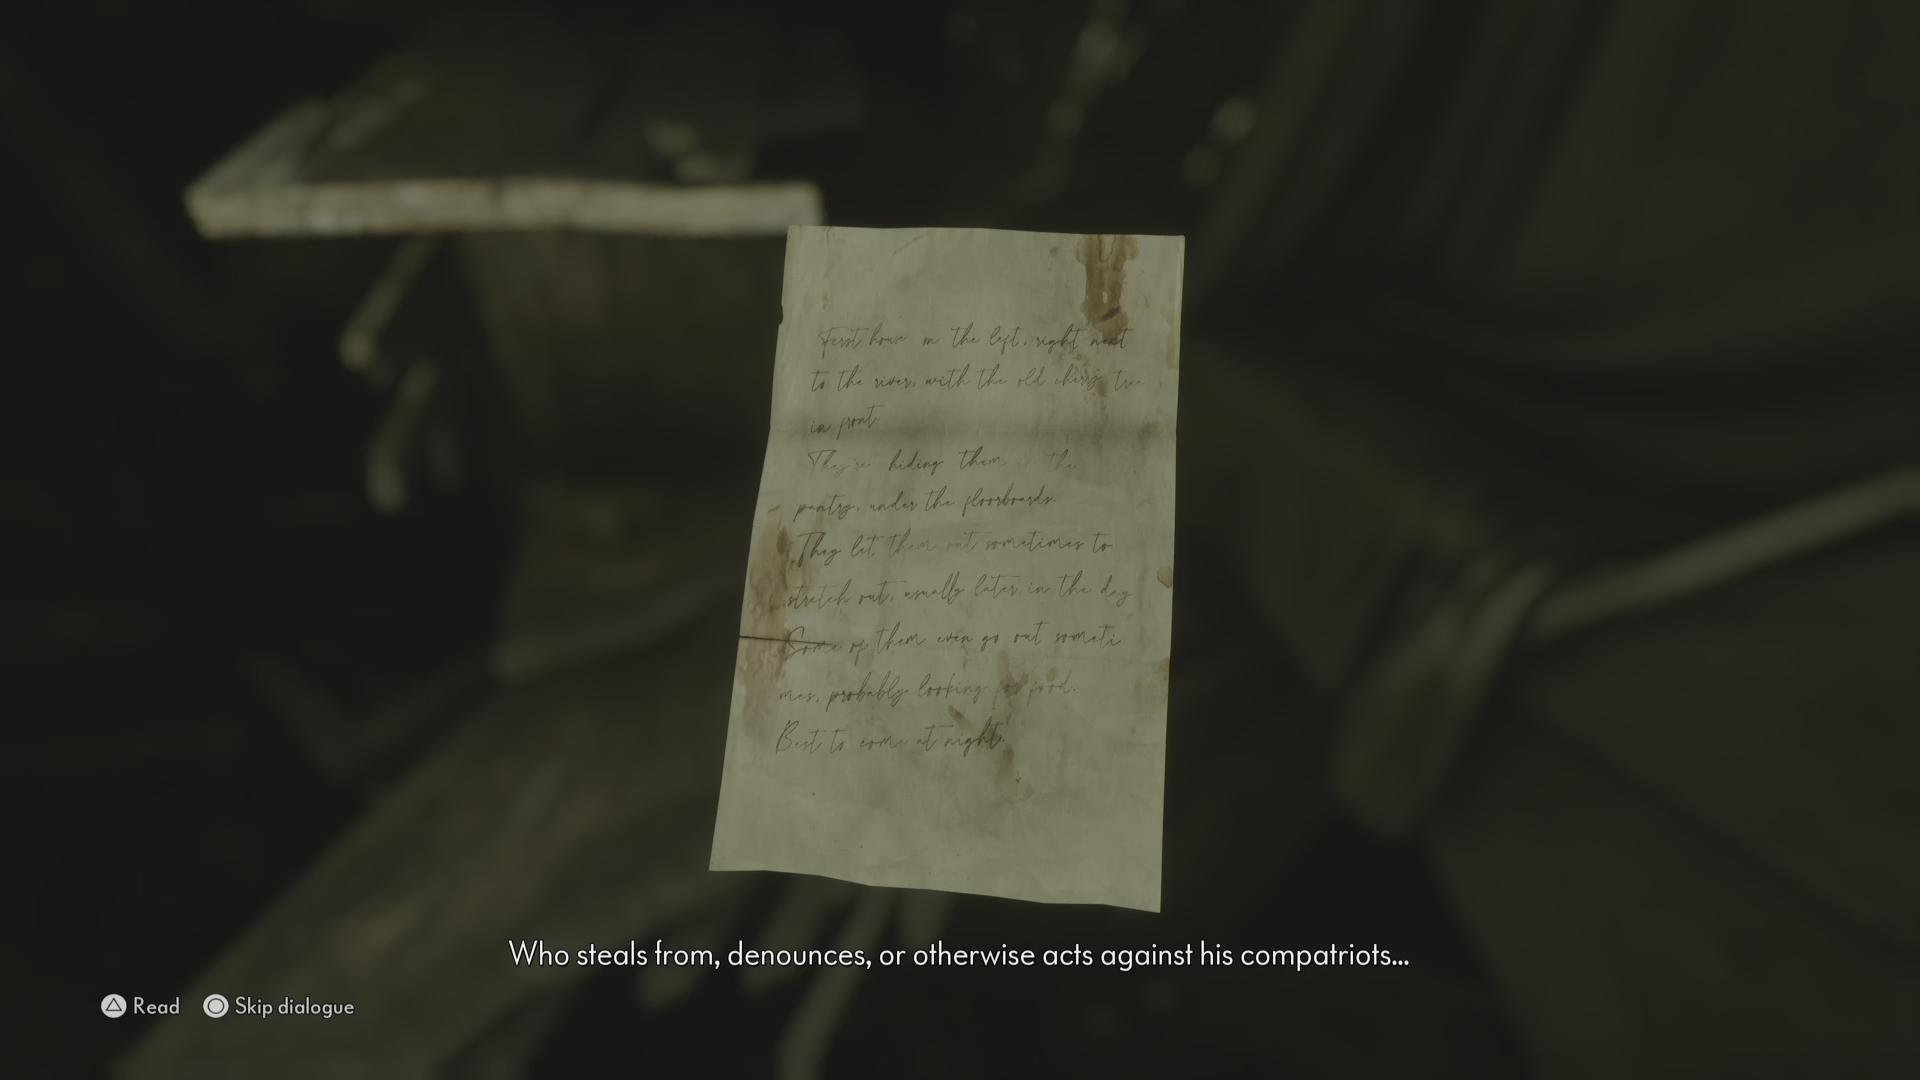 First house on the left, right next
to the river, with the old cherry tree
in front.
They're hiding them in the
pantry, under the floorboards.
They let them out sometimes to
stretch out, usually later in the day
Some of them even go out someti
mes, probably looking for food.
Best to come at night.
Who steals from, denounces, or otherwise acts against his compatriots...
Read Skip dialogue